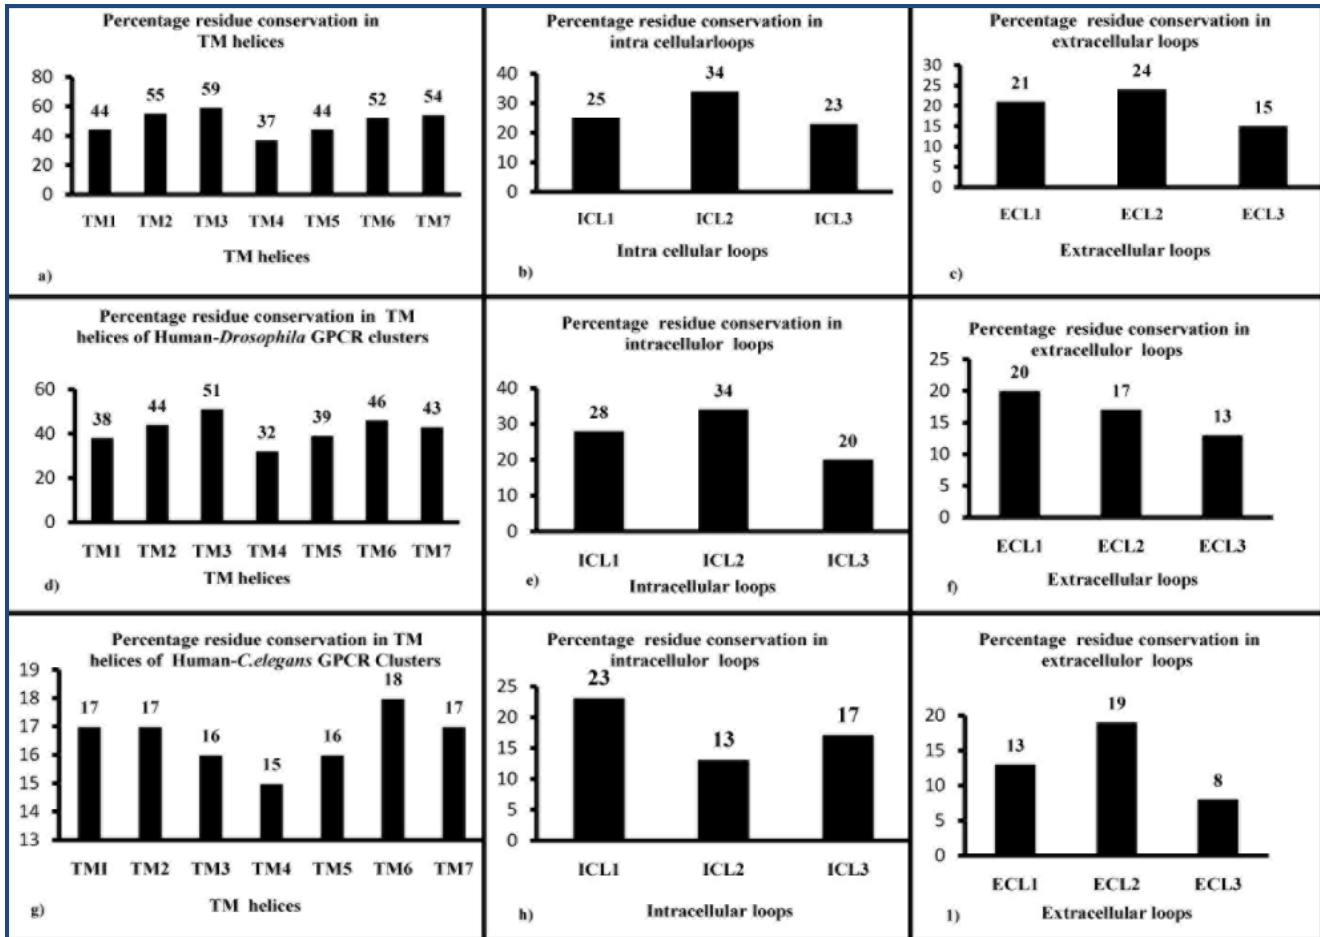 Percentage residue conservation in
TM helices
80
60
40
20
0
44
55
59
37
44
52
54
TM1 TM2 TM3 TM4 TM5 TM6 TM7
TM helices
a)
Percentage residue conservation in
intra cellularloops
40
30
20
10
0
25
34
23
ICL1 ICL2 ICL3
Intra cellular loops
b)
Percentage residue conservation in
extracellular loops
30
25
20
15
10
5
0
21
24
15
ECL1 ECL2 ECL3
Extracellular loops
c)
Percentage residue conservation in TM
helices of Human-Drosophila GPCR clusters
60
40
20
0
38
44
51
32
39
46
43
TM1 TM2 TM3 TM4 TM5 TM6 TM7
TM helices
d)
Percentage residue conservation in
intracellulor loops
40
30
20
10
0
28
34
20
ICL1 ICL2 ICL3
Intracellular loops
e)
Percentage residue conservation in
extracellulor loops
25
20
15
10
5
0
20
17
13
ECL1 ECL2 ECL3
Extracellular loops
f)
Percentage residue conservation in TM
helices of Human-C.elegans GPCR Clusters
19
18
17
16
15
14
13
17
17
16
15
16
18
17
TM1 TM2 TM3 TM4 TM5 TM6 TM7
TM helices
g)
Percentage residue conservation in
intracellulor loops
25
20
15
10
5
0
23
13
17
ICL1 ICL2 ICL3
Intracellular loops
h)
Percentage residue conservation in
extracellulor loops
20
15
10
5
0
13
19
8
ECL1 ECL2 ECL3
Extracellular loops
1)